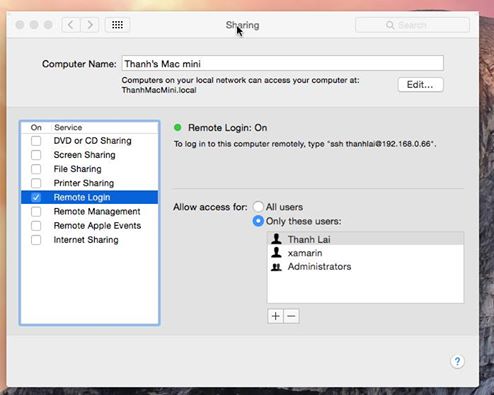 Sharing
Search
Computer Name: Thanh's Mac mini
Computers on your local network can access your computer at:
ThanhMacMini.local
Edit...
On Service
DVD or CD Sharing
Screen Sharing
File Sharing
Printer Sharing
Remote Login
Remote Management
Remote Apple Events
Internet Sharing
Remote Login: On
To log in to this computer remotely, type "ssh thanhlai@192.168.0.66".
Allow access for: All users
Only these users:
Thanh Lai
xamarin
Administrators
+ −
?